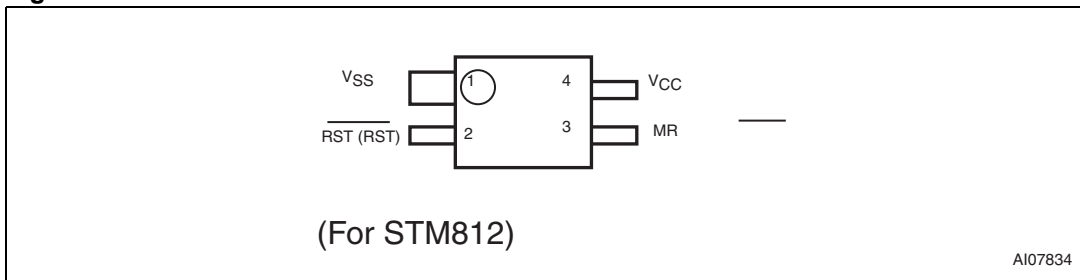 VSS
1
4
VCC
RST (RST)
2
3
MR
(For STM812)
AI07834